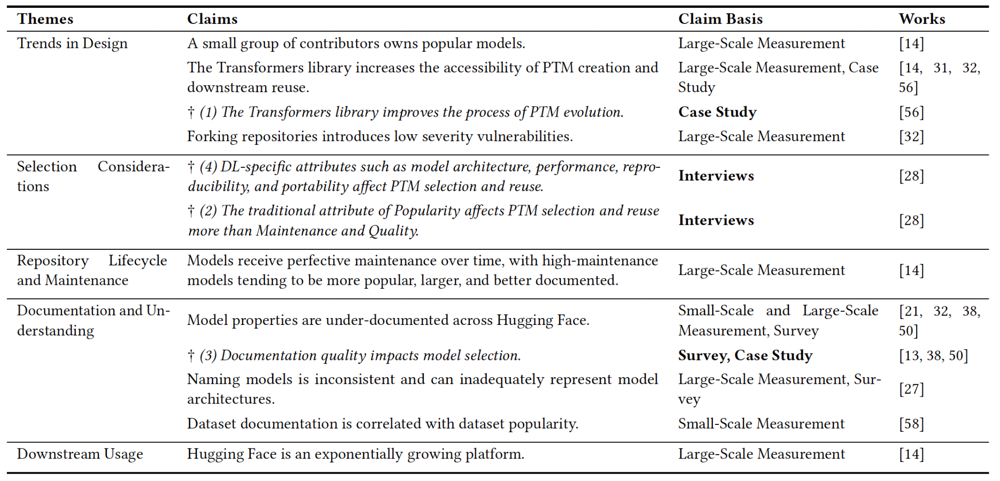 Themes Claims Claim Basis Works
Trends in Design A small group of contributors owns popular models. Large-Scale Measurement [14]
The Transformers library increases the accessibility of PTM creation and Large-Scale Measurement, Case [14, 31, 32,
downstream reuse. Study 56]
† (1) The Transformers library improves the process of PTM evolution. Case Study [56]
Forking repositories introduces low severity vulnerabilities. Large-Scale Measurement [32]
Selection Considera- † (4) DL-specific attributes such as model architecture, performance, repro-
tions ducibility, and portability affect PTM selection and reuse. Interviews [28]
† (2) The traditional attribute of Popularity affects PTM selection and reuse
more than Maintenance and Quality. Interviews [28]
Repository Lifecycle Models receive perfective maintenance over time, with high-maintenance
and Maintenance models tending to be more popular, larger, and better documented. Large-Scale Measurement [14]
Documentation and Un- Model properties are under-documented across Hugging Face. Small-Scale and Large-Scale [21, 32, 38,
derstanding Measurement, Survey 50]
† (3) Documentation quality impacts model selection. Survey, Case Study [13, 38, 50]
Naming models is inconsistent and can inadequately represent model Large-Scale Measurement, Sur- [27]
architectures. vey
Dataset documentation is correlated with dataset popularity. Small-Scale Measurement [58]
Downstream Usage Hugging Face is an exponentially growing platform. Large-Scale Measurement [14]